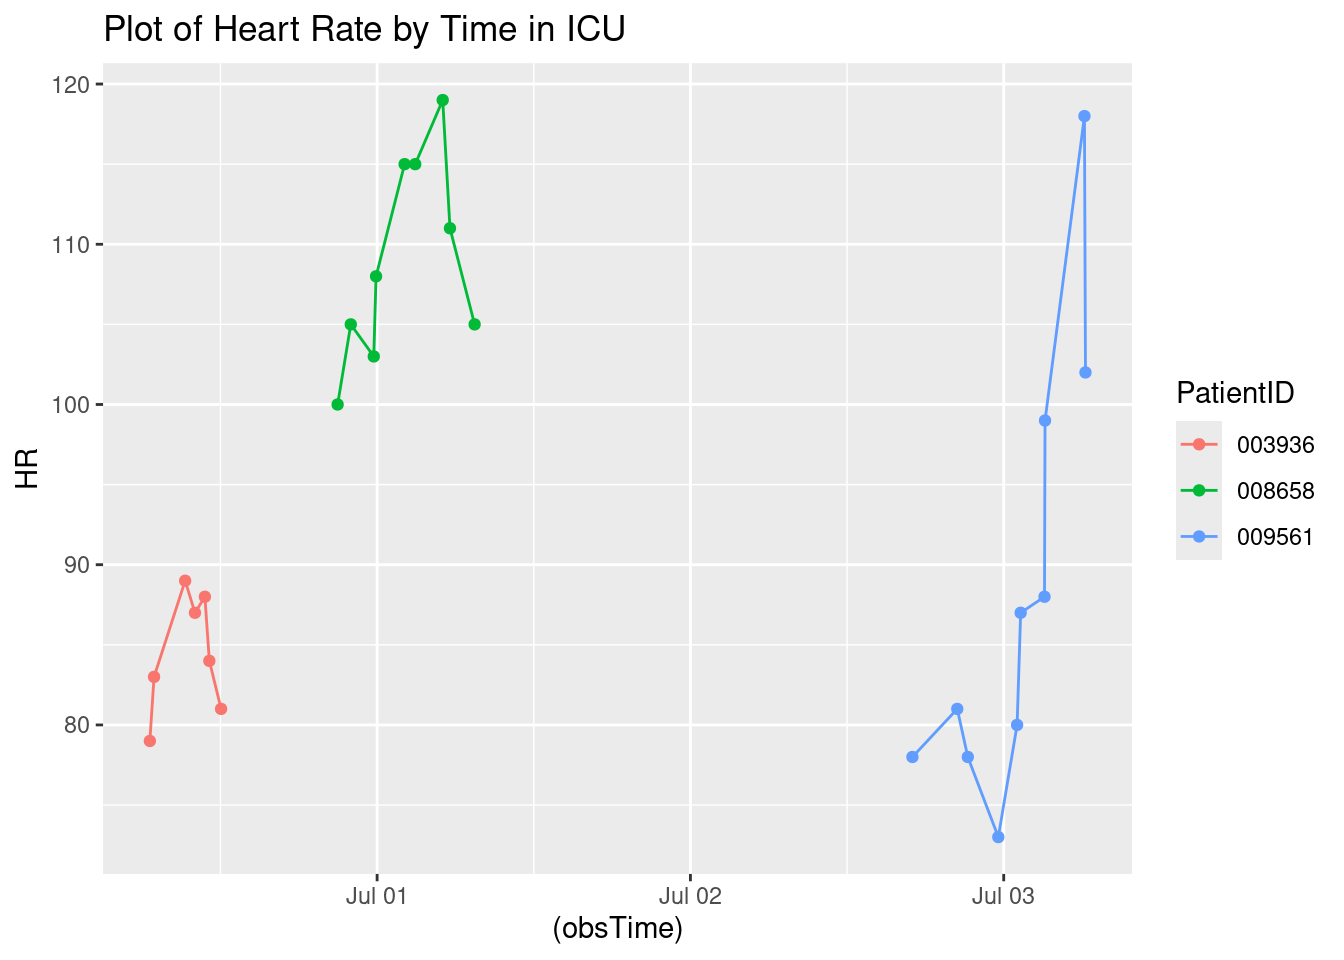 Plot of Heart Rate by Time in ICU
120
110
100
90
80
HR
Jul 01
Jul 02
Jul 03
(obsTime)
PatientID
003936
008658
009561